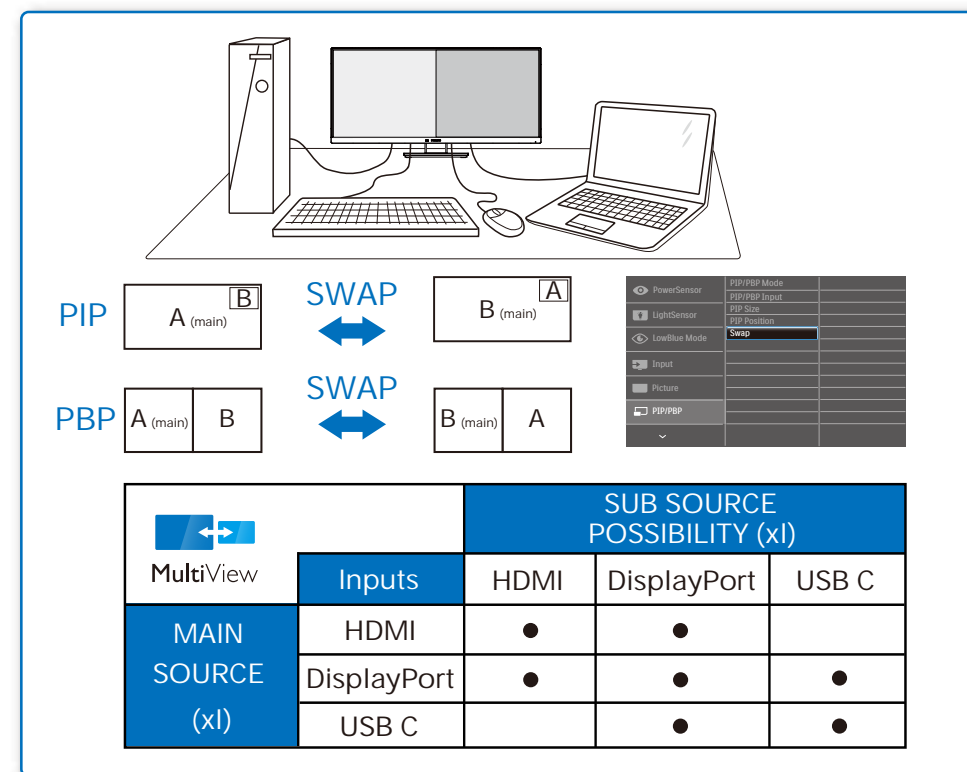 PIP
A (main)
B
SWAP
B (main)
A
PBP
A (main)
B
SWAP
B (main)
A
PowerSensor
LightSensor
LowBlue Mode
Input
Picture
PIP/PBP
PIP/PBP Mode
PIP/PBP Input
PIP Size
PIP Position
Swap
MultiView
SUB SOURCE
POSSIBILITY (xl)
Inputs HDMI DisplayPort USB C
MAIN
SOURCE
(xl)
HDMI ● ●
DisplayPort ● ● ●
USB C ● ●